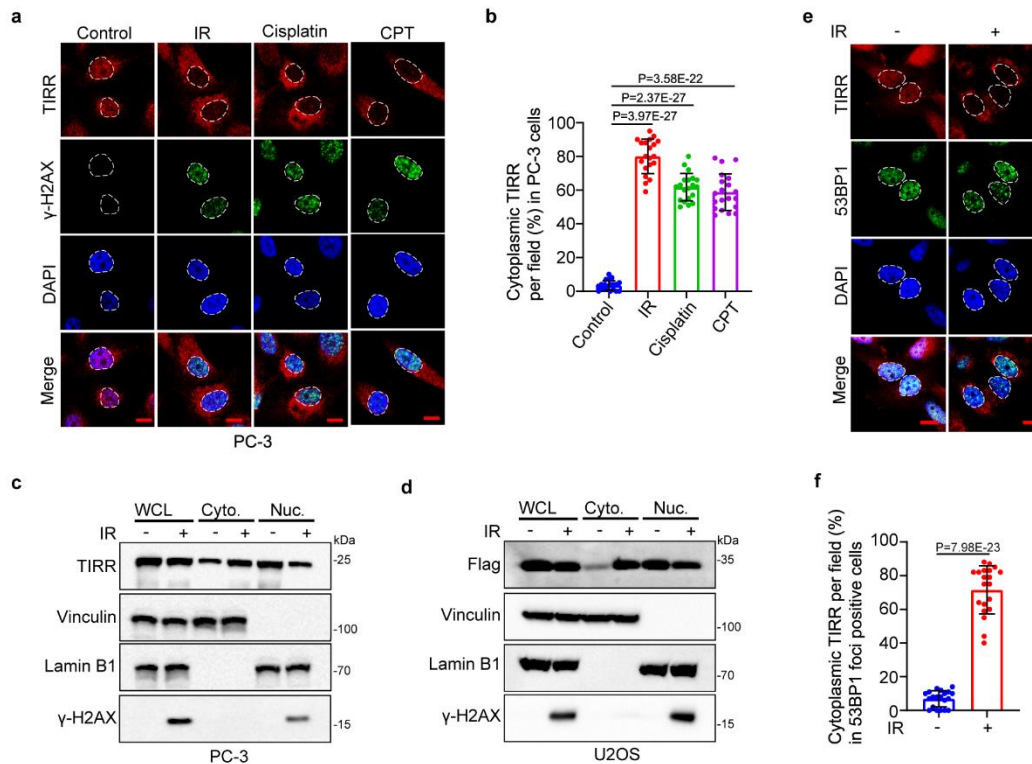 a
Control IR Cisplatin CPT
TIRR
γ-H2AX
DAPI
Merge
PC-3
b
P=3.58E-22
P=2.37E-27
P=3.97E-27
Cytoplasmic TIRR
per field (%) in PC-3 cells
100
80
60
40
20
0
Control
IR
Cisplatin
CPT
e
IR - +
TIRR
53BP1
DAPI
Merge
c
WCL Cyto. Nuc.
IR - + - + - +
kDa
TIRR -25
Vinculin -100
Lamin B1 -70
γ-H2AX -15
PC-3
d
WCL Cyto. Nuc.
IR - + - + - +
kDa
Flag -35
Vinculin -100
Lamin B1 -70
γ-H2AX -15
U2OS
f
P=7.98E-23
Cytoplasmic TIRR per field (%)
in 53BP1 foci positive cells
100
80
60
40
20
0
IR - +